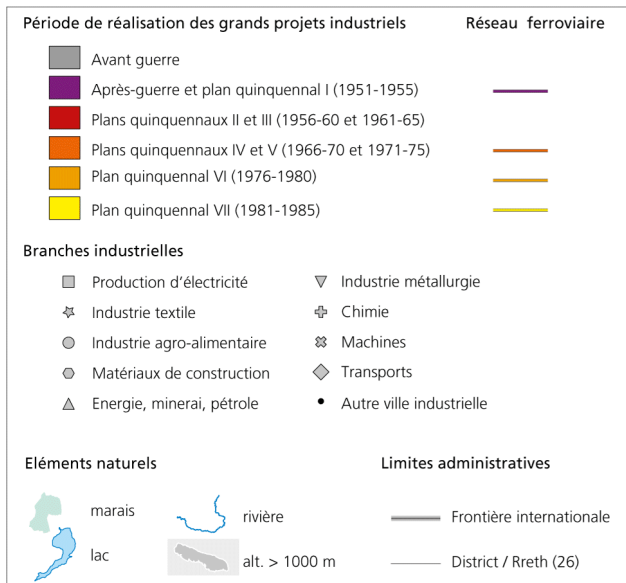 Période de réalisation des grands projets industriels
Réseau ferroviaire
Avant guerre
Après-guerre et plan quinquennal I (1951-1955)
Plans quinquennaux II et III (1956-60 et 1961-65)
Plans quinquennaux IV et V (1966-70 et 1971-75)
Plan quinquennal VI (1976-1980)
Plan quinquennal VII (1981-1985)
Branches industrielles
Production d'électricité
Industrie textile
Industrie agro-alimentaire
Matériaux de construction
Energie, minerai, pétrole
Industrie métallurgie
Chimie
Machines
Transports
Autre ville industrielle
Eléments naturels
marais
lac
rivière
alt. > 1000 m
Limites administratives
Frontière internationale
District / Rreth (26)